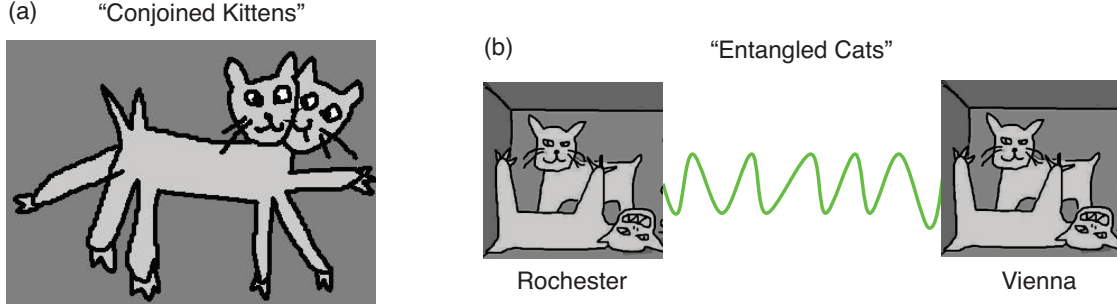 (a) “Conjoined Kittens”
(b) “Entangled Cats”
Rochester
Vienna